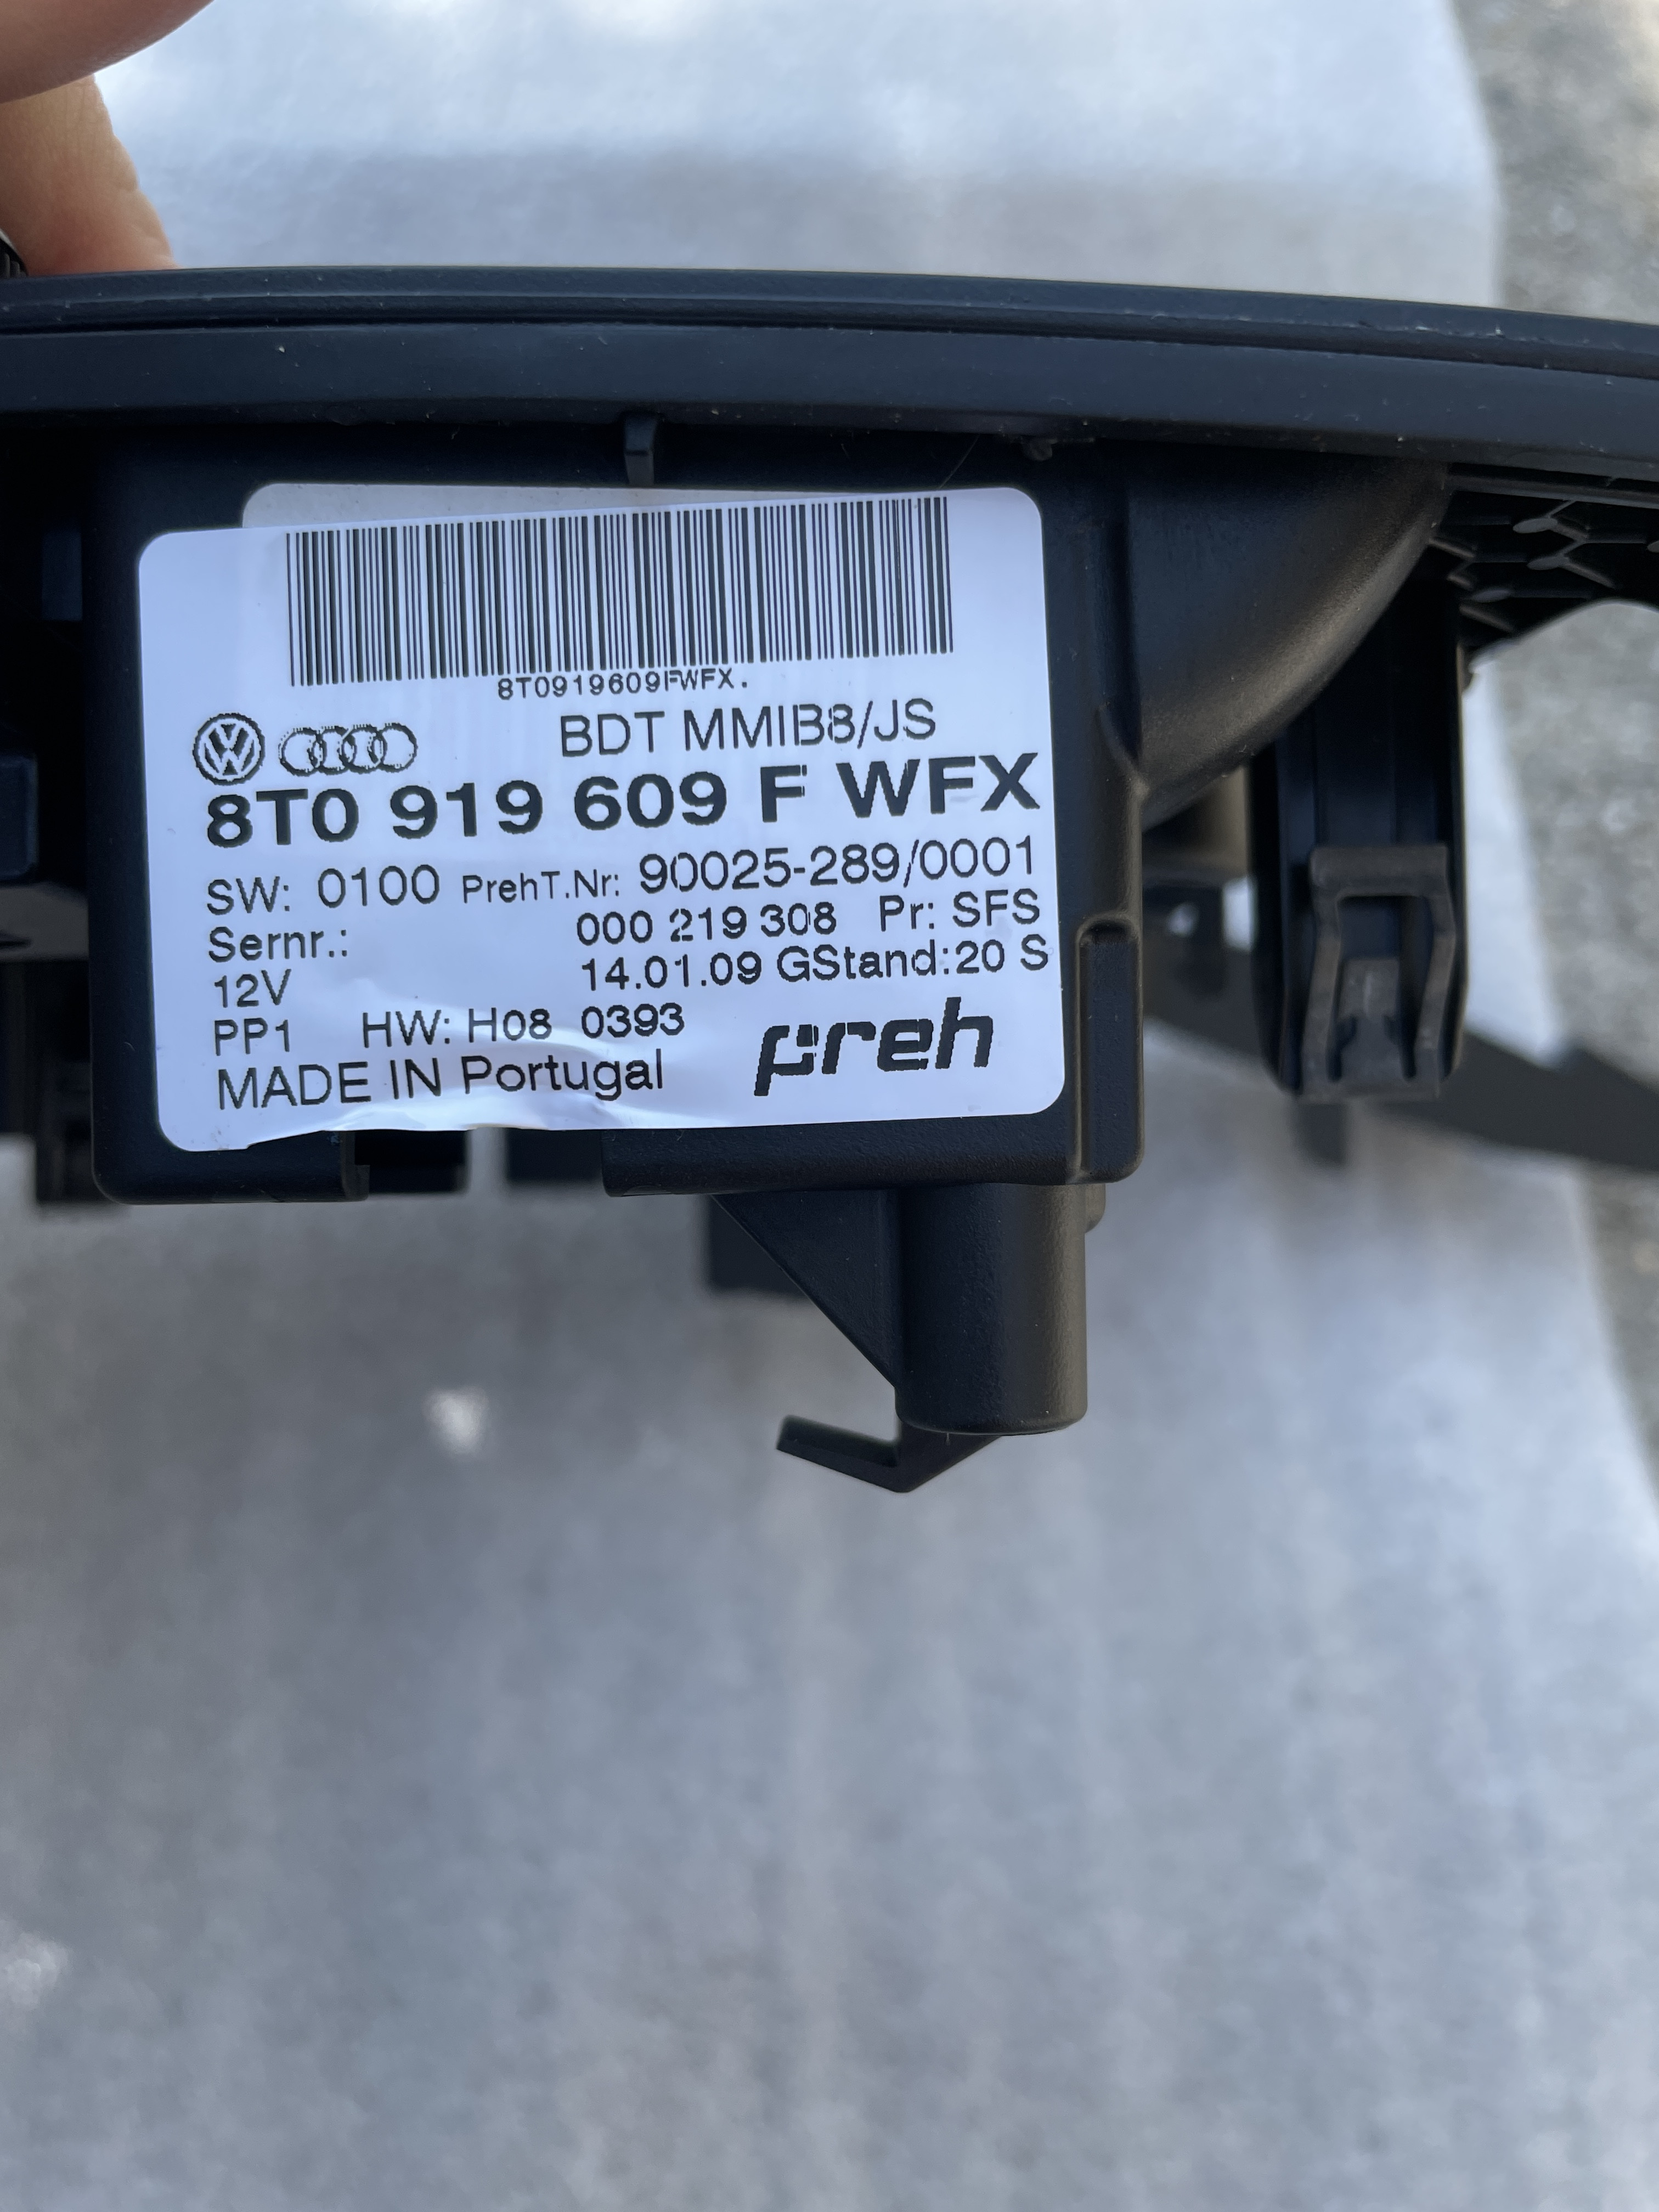 8T0919609FWFX.
BDT MMIB8/JS
8T0 919 609 F WFX
SW: 0100 PrehT.Nr: 90025-289/0001
Sernr.: 000 219 308 Pr: SFS
12V 14.01.09 GStand:20 S
PP1 HW: H08 0393
MADE IN Portugal preh